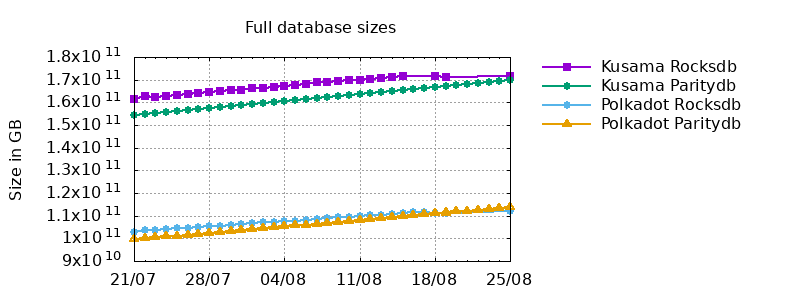 Full database sizes
Size in GB
1.8x10 11
1.7x10 11
1.6x10 11
1.5x10 11
1.4x10 11
1.3x10 11
1.2x10 11
1.1x10 11
1x10 11
9x10 10
21/07 28/07 04/08 11/08 18/08 25/08
Kusama Rocksdb
Kusama Paritydb
Polkadot Rocksdb
Polkadot Paritydb